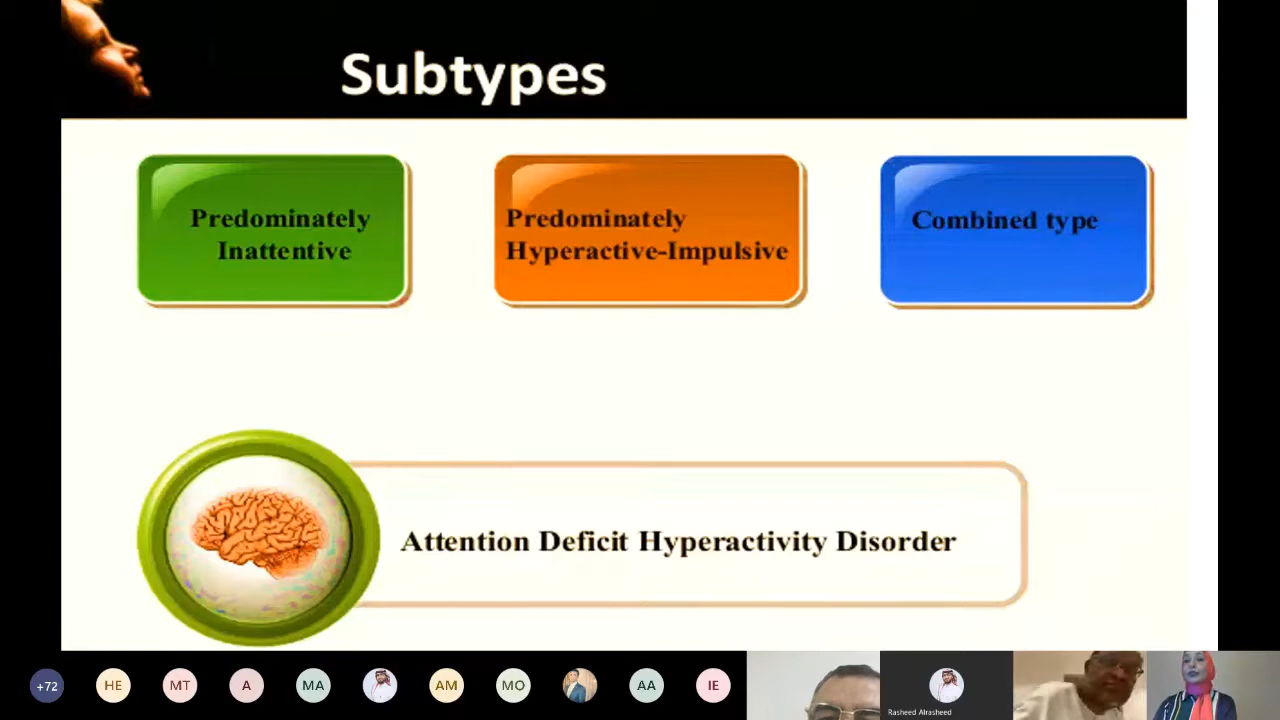 Subtypes
Predominately
Inattentive
Predominately
Hyperactive-Impulsive
Combined type
Attention Deficit Hyperactivity Disorder
+72
HE
MT
A
MA
AM
MO
AA
IE
Rasheed Alrasheed